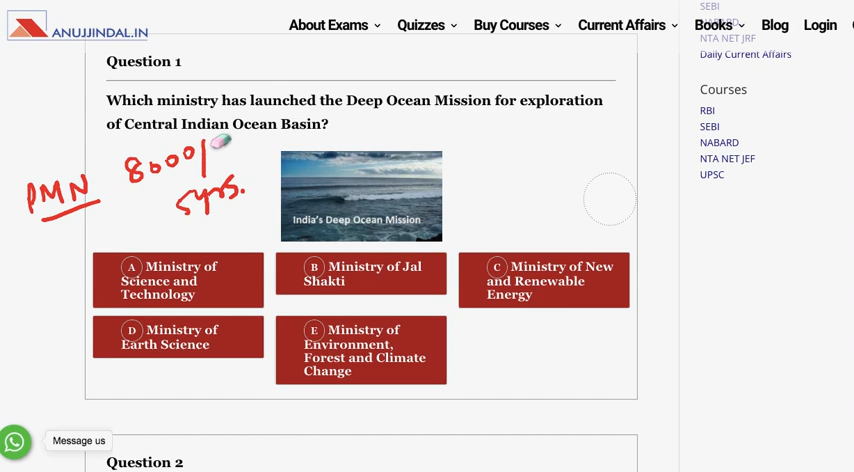 ANUJJINDAL.IN
About Exams Quizzes Buy Courses Current Affairs Books Blog Login
SEBI
NABARD
NTA NET JRF
Daily Current Affairs
Courses
RBI
SEBI
NABARD
NTA NET JEF
UPSC
Question 1
Which ministry has launched the Deep Ocean Mission for exploration
of Central Indian Ocean Basin?
PMN
8000/
5yrs.
India's Deep Ocean Mission
A Ministry of
Science and
Technology
B Ministry of Jal
Shakti
C Ministry of New
and Renewable
Energy
D Ministry of
Earth Science
E Ministry of
Environment,
Forest and Climate
Change
Message us
Question 2